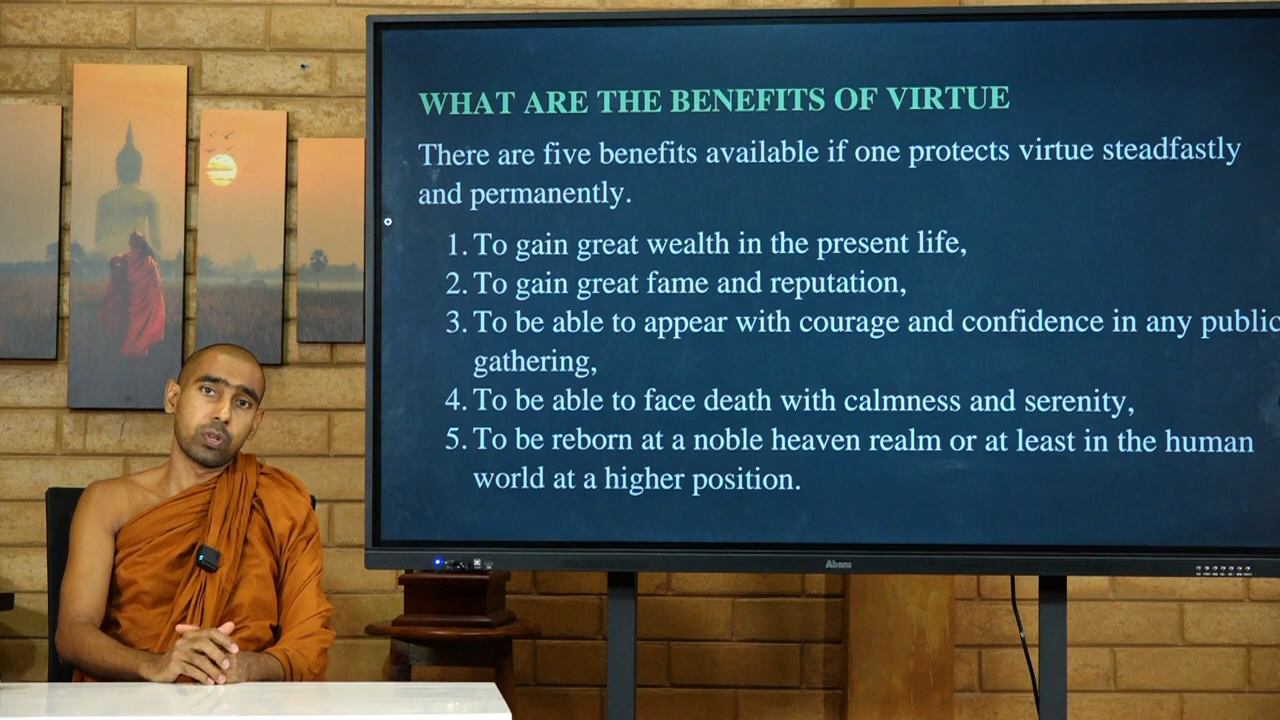 WHAT ARE THE BENEFITS OF VIRTUE
There are five benefits available if one protects virtue steadfastly
and permanently.
1. To gain great wealth in the present life,
2. To gain great fame and reputation,
3. To be able to appear with courage and confidence in any public
gathering,
4. To be able to face death with calmness and serenity,
5. To be reborn at a noble heaven realm or at least in the human
world at a higher position.
Abans